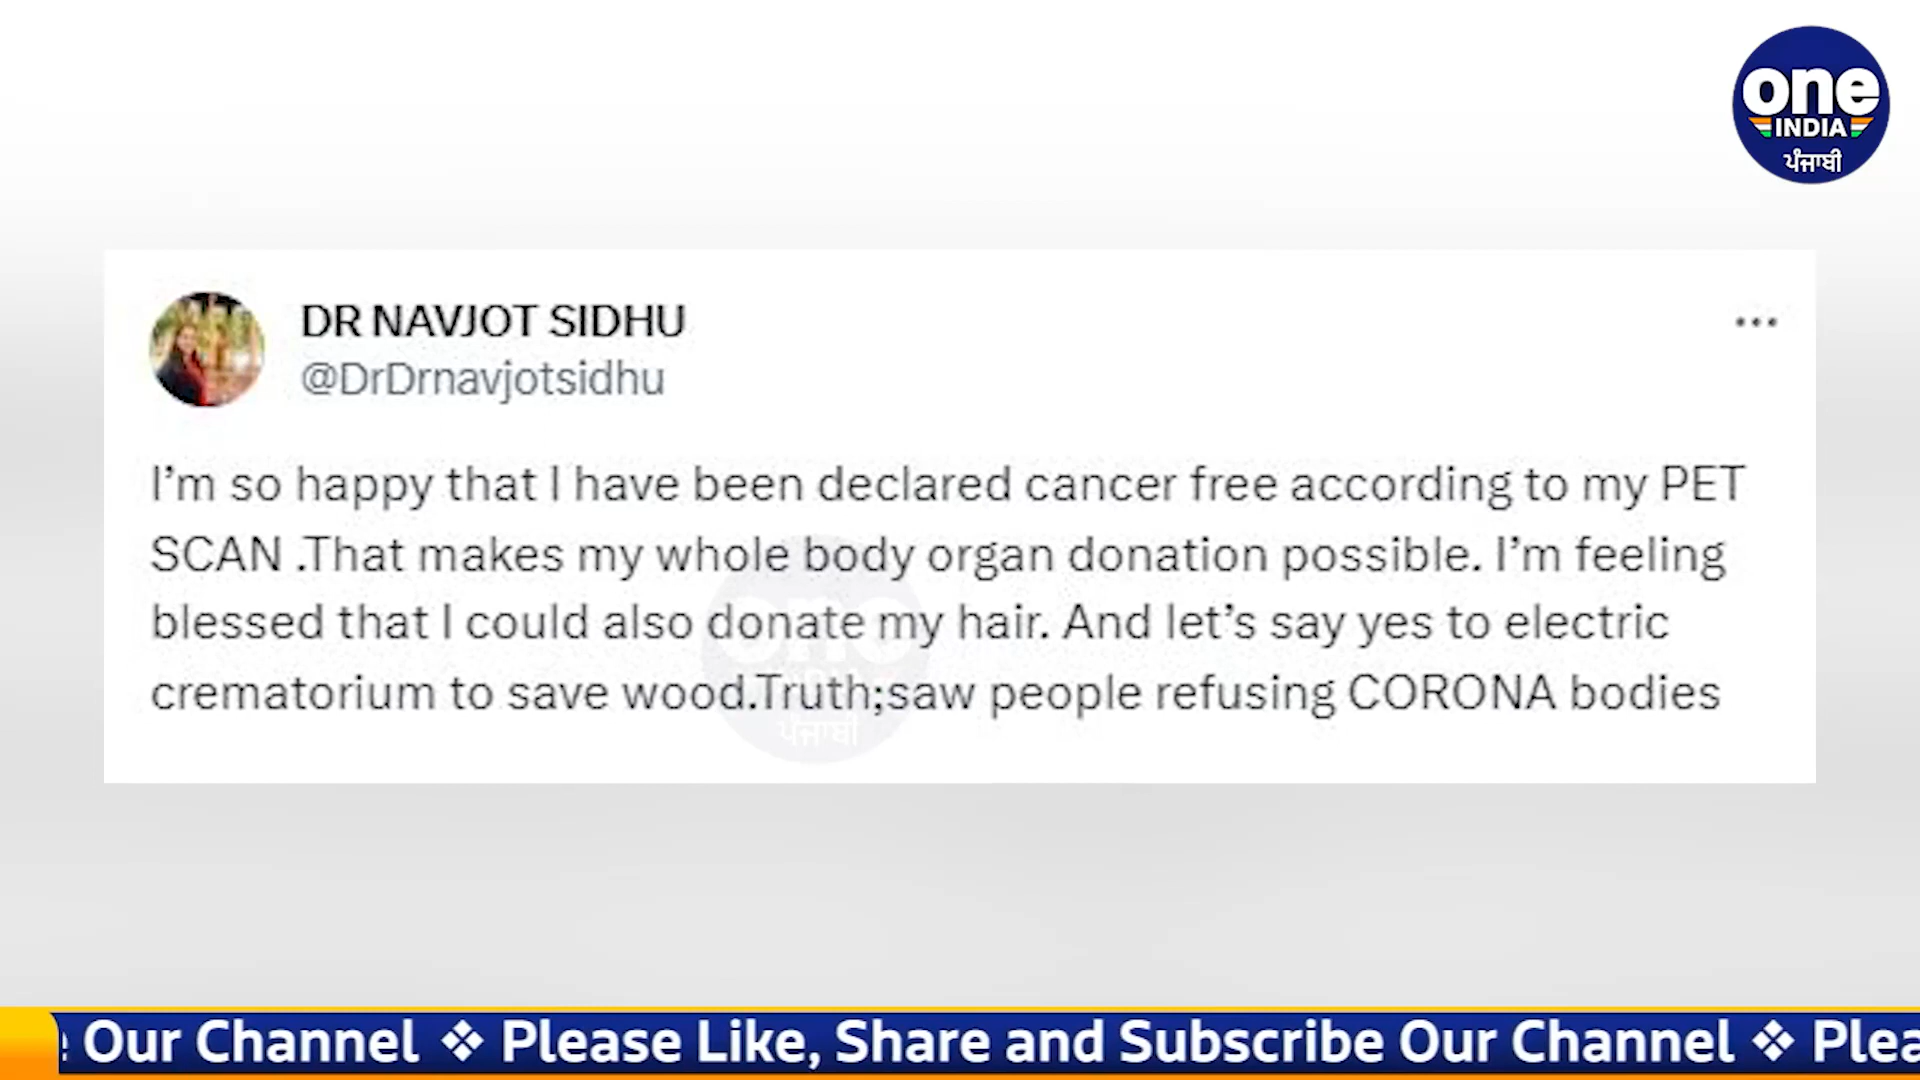 one
INDIA
ਪੰਜਾਬੀ
DR NAVJOT SIDHU
@DrDrnavjotsidhu
I'm so happy that I have been declared cancer free according to my PET
SCAN .That makes my whole body organ donation possible. I'm feeling
blessed that I could also donate my hair. And let's say yes to electric
crematorium to save wood.Truth;saw people refusing CORONA bodies
one
INDIA
ਪੰਜਾਬੀ
Our Channel ❖ Please Like, Share and Subscribe Our Channel ❖ Plea